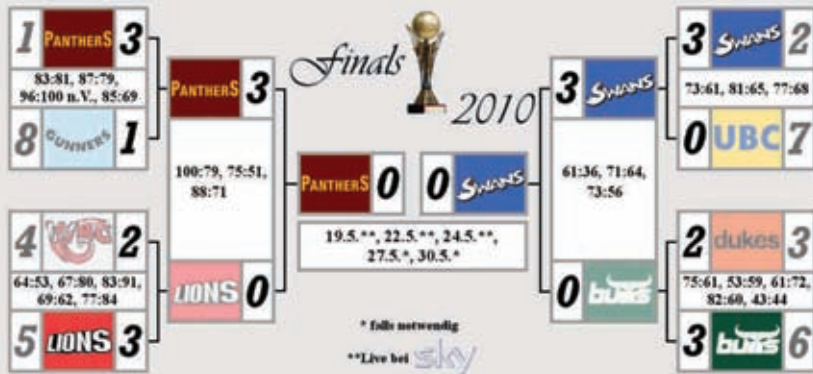 Finals 2010
1 PANTHERS 3
83:81, 87:79,
96:100 n.V., 85:69
8 GUNNERS 1
4 WBC 2
64:53, 67:80, 83:91,
69:62, 77:84
5 LIONS 3
PANTHERS 3
100:79, 75:51,
88:71
LIONS 0
PANTHERS 0 0 SWANS
19.5.**, 22.5.**, 24.5.**,
27.5.*, 30.5.*
* falls notwendig
**Live bei sky
3 SWANS
61:36, 71:64,
73:56
0 bulls
3 SWANS 2
73:61, 81:65, 77:68
0 UBC 7
2 dukes 3
75:61, 53:59, 61:72,
82:60, 43:44
3 bulls 6